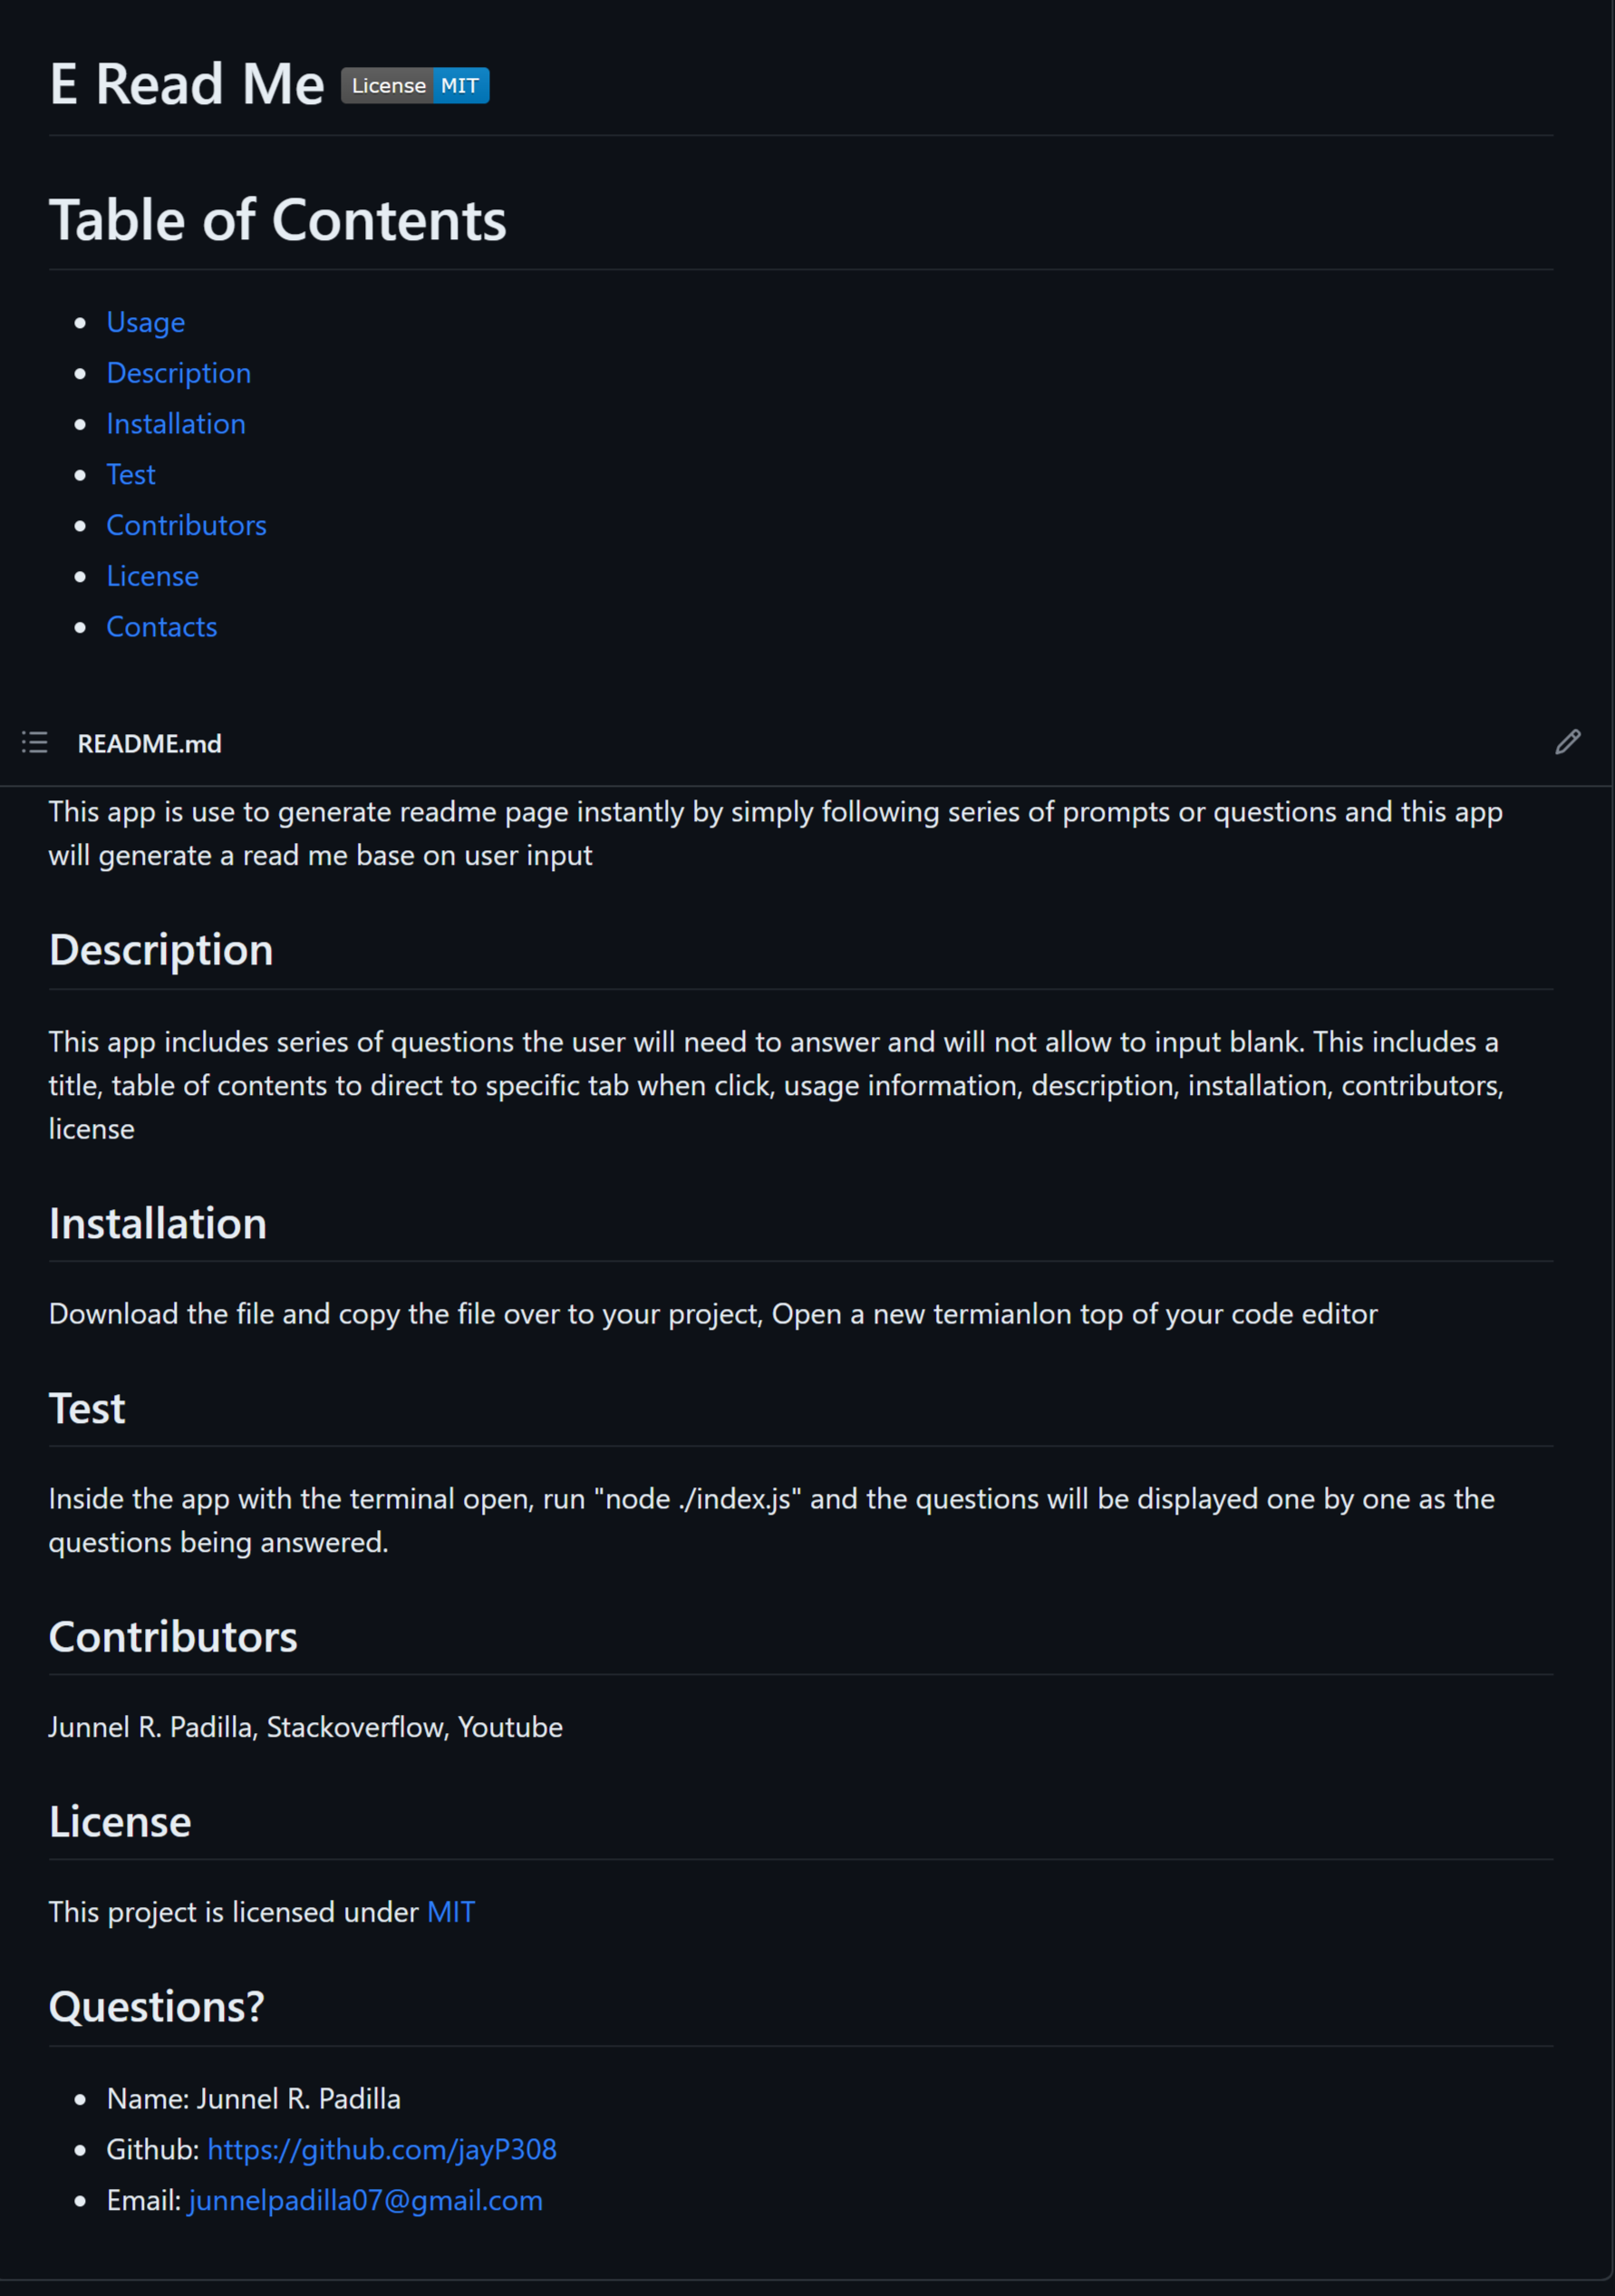 E Read Me License MIT
Table of Contents
Usage
Description
Installation
Test
Contributors
License
Contacts
README.md
This app is use to generate readme page instantly by simply following series of prompts or questions and this app
will generate a read me base on user input
Description
This app includes series of questions the user will need to answer and will not allow to input blank. This includes a
title, table of contents to direct to specific tab when click, usage information, description, installation, contributors,
license
Installation
Download the file and copy the file over to your project, Open a new termianlon top of your code editor
Test
Inside the app with the terminal open, run "node ./index.js" and the questions will be displayed one by one as the
questions being answered.
Contributors
Junnel R. Padilla, Stackoverflow, Youtube
License
This project is licensed under MIT
Questions?
Name: Junnel R. Padilla
Github: https://github.com/jayP308
Email: junnelpadilla07@gmail.com